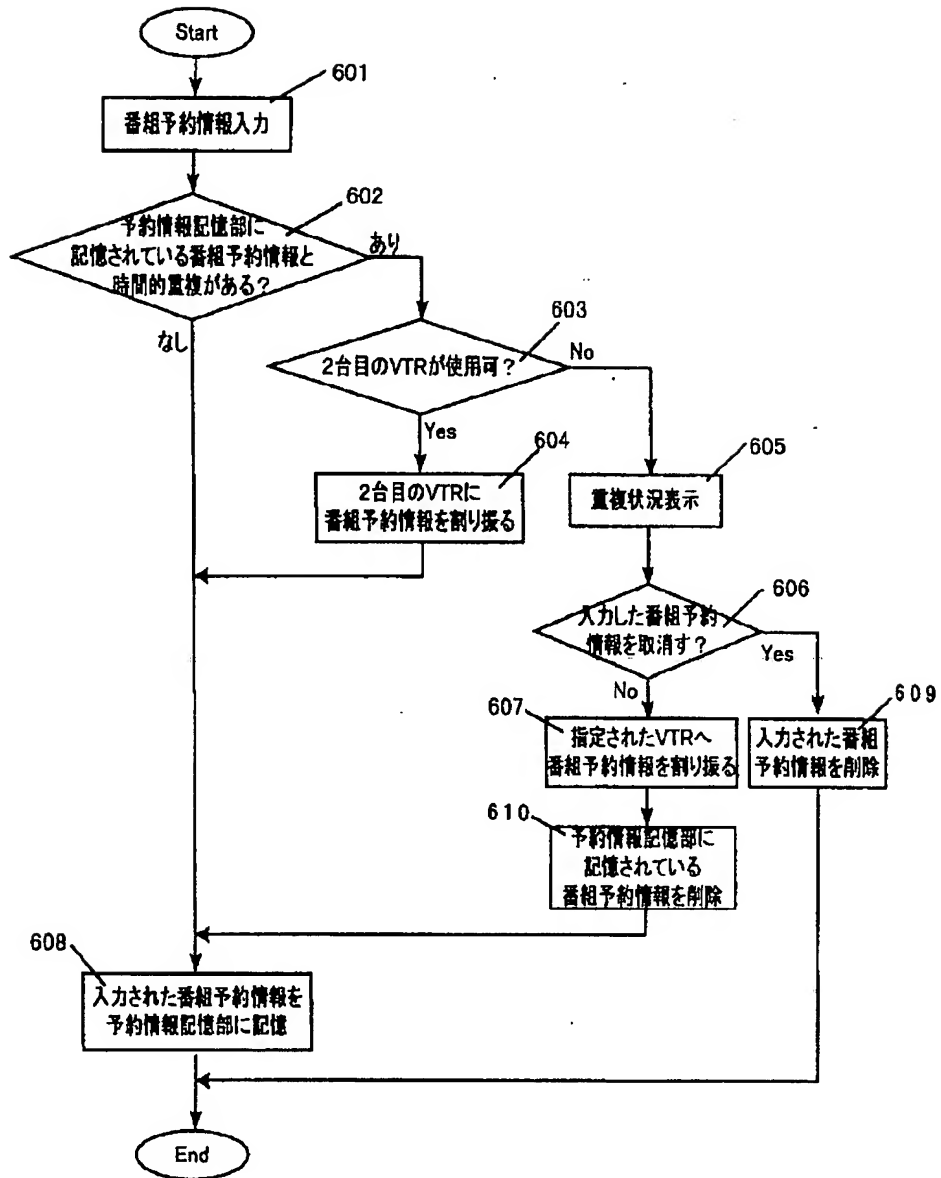 Start
601
番組予約情報入力
602
予約情報記憶部に
記憶されている番組予約情報と
時間的重複がある?
あり
なし
603
2台目のVTRが使用可?
No
Yes
604
2台目のVTRに
番組予約情報を割り振る
605
重複状況表示
606
入力した番組予約
情報を取消す?
Yes
No
607
指定されたVTRへ
番組予約情報を割り振る
609
入力された番組
予約情報を削除
610
予約情報記憶部に
記憶されている
番組予約情報を削除
608
入力された番組予約情報を
予約情報記憶部に記憶
End